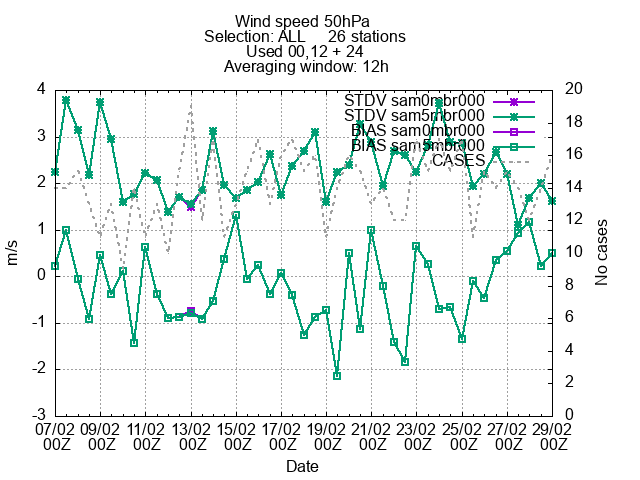 Wind speed 50hPa
Selection: ALL 26 stations
Used 00,12 + 24
Averaging window: 12h
STDV sam0mbr000
STDV sam5mbr000
BIAS sam0mbr000
BIAS sam5mbr000
CASES
4
3
2
1
0
-1
-2
-3
m/s
20
18
16
14
12
10
8
6
4
2
0
No cases
07/02 09/02 11/02 13/02 15/02 17/02 19/02 21/02 23/02 25/02 27/02 29/02
00Z 00Z 00Z 00Z 00Z 00Z 00Z 00Z 00Z 00Z 00Z 00Z
Date